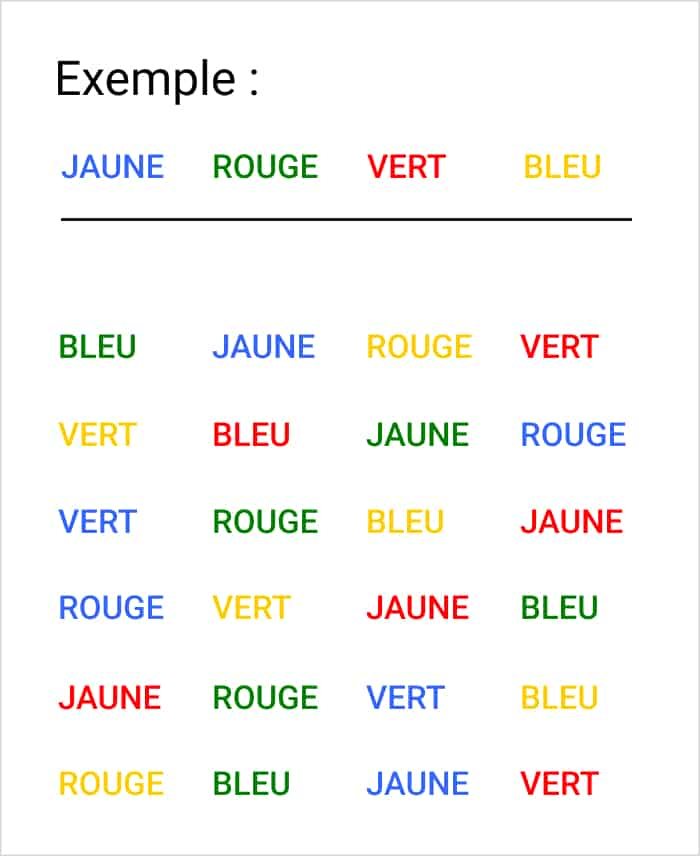 Exemple :
JAUNE ROUGE VERT BLEU
BLEU JAUNE ROUGE VERT
VERT BLEU JAUNE ROUGE
VERT ROUGE BLEU JAUNE
ROUGE VERT JAUNE BLEU
JAUNE ROUGE VERT BLEU
ROUGE BLEU JAUNE VERT